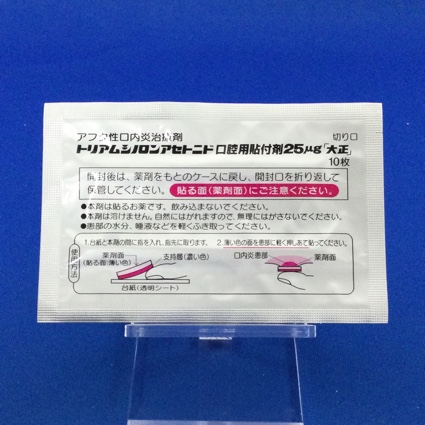 アフタ性口内炎治療剤
切り口
トリアムシノロンアセトニド口腔用貼付剤25μg「大正」
10枚
開封後は、薬剤をもとのケースに戻し、開封口を折り返して
保管してください。 貼る面(薬剤面)にご注意ください。
●本剤は貼るお薬です。飲み込まないでください。
●本剤は溶けません。自然にはがれますので、無理にはがさないでください。
●患部の水分、唾液などを軽くふき取ってください。
使用方法
1.台紙と本剤の間に指を入れ、指先に取ります。
2.薄い色の面を患部に軽く押しあて貼ってください。
薬剤面
(貼る面:薄い色)
支持層(濃い色)
台紙(透明シート)
口内炎患部
薬剤面